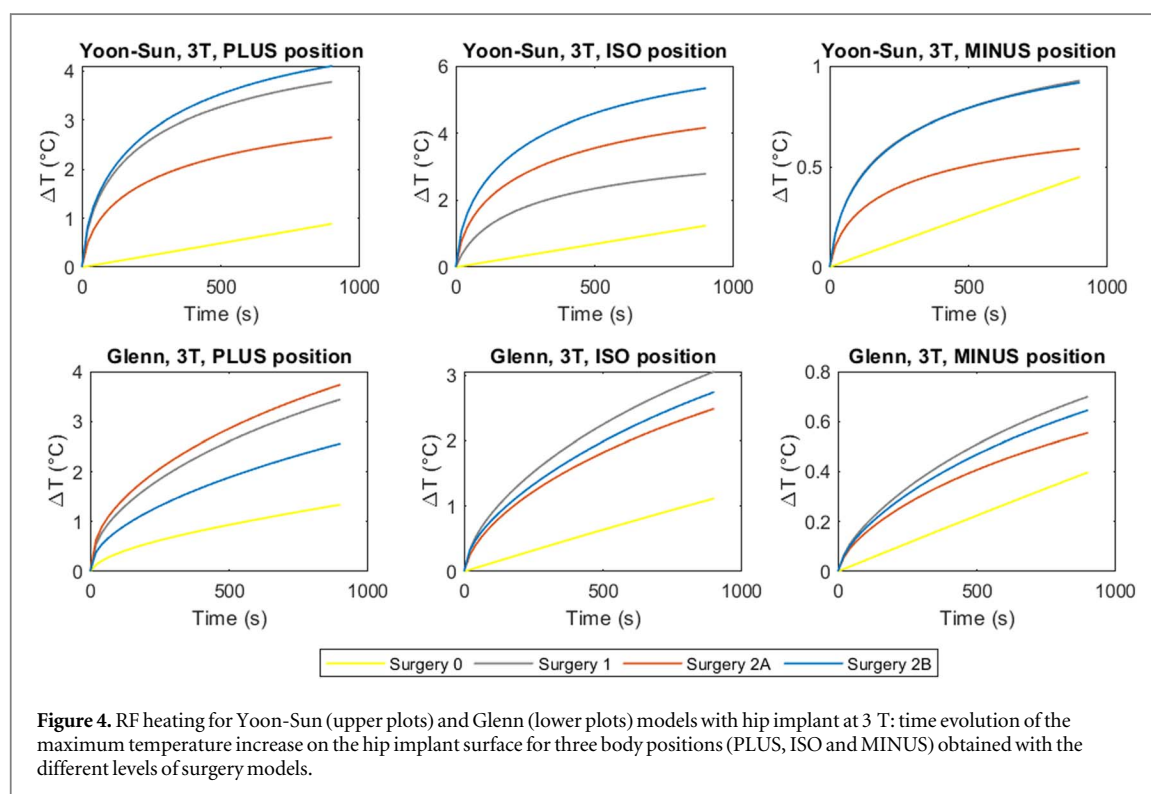 Yoon-Sun, 3T, PLUS position
Yoon-Sun, 3T, ISO position
Yoon-Sun, 3T, MINUS position
4
3
2
1
0
ΔT (°C)
0 500 1000
Time (s)
6
4
2
0
ΔT (°C)
0 500 1000
Time (s)
1
0.5
0
ΔT (°C)
0 500 1000
Time (s)
Glenn, 3T, PLUS position
Glenn, 3T, ISO position
Glenn, 3T, MINUS position
4
3
2
1
0
ΔT (°C)
0 500 1000
Time (s)
3
2
1
0
ΔT (°C)
0 500 1000
Time (s)
0.8
0.6
0.4
0.2
0
ΔT (°C)
0 500 1000
Time (s)
Surgery 0 Surgery 1 Surgery 2A Surgery 2B
Figure 4. RF heating for Yoon-Sun (upper plots) and Glenn (lower plots) models with hip implant at 3 T: time evolution of the
maximum temperature increase on the hip implant surface for three body positions (PLUS, ISO and MINUS) obtained with the
different levels of surgery models.